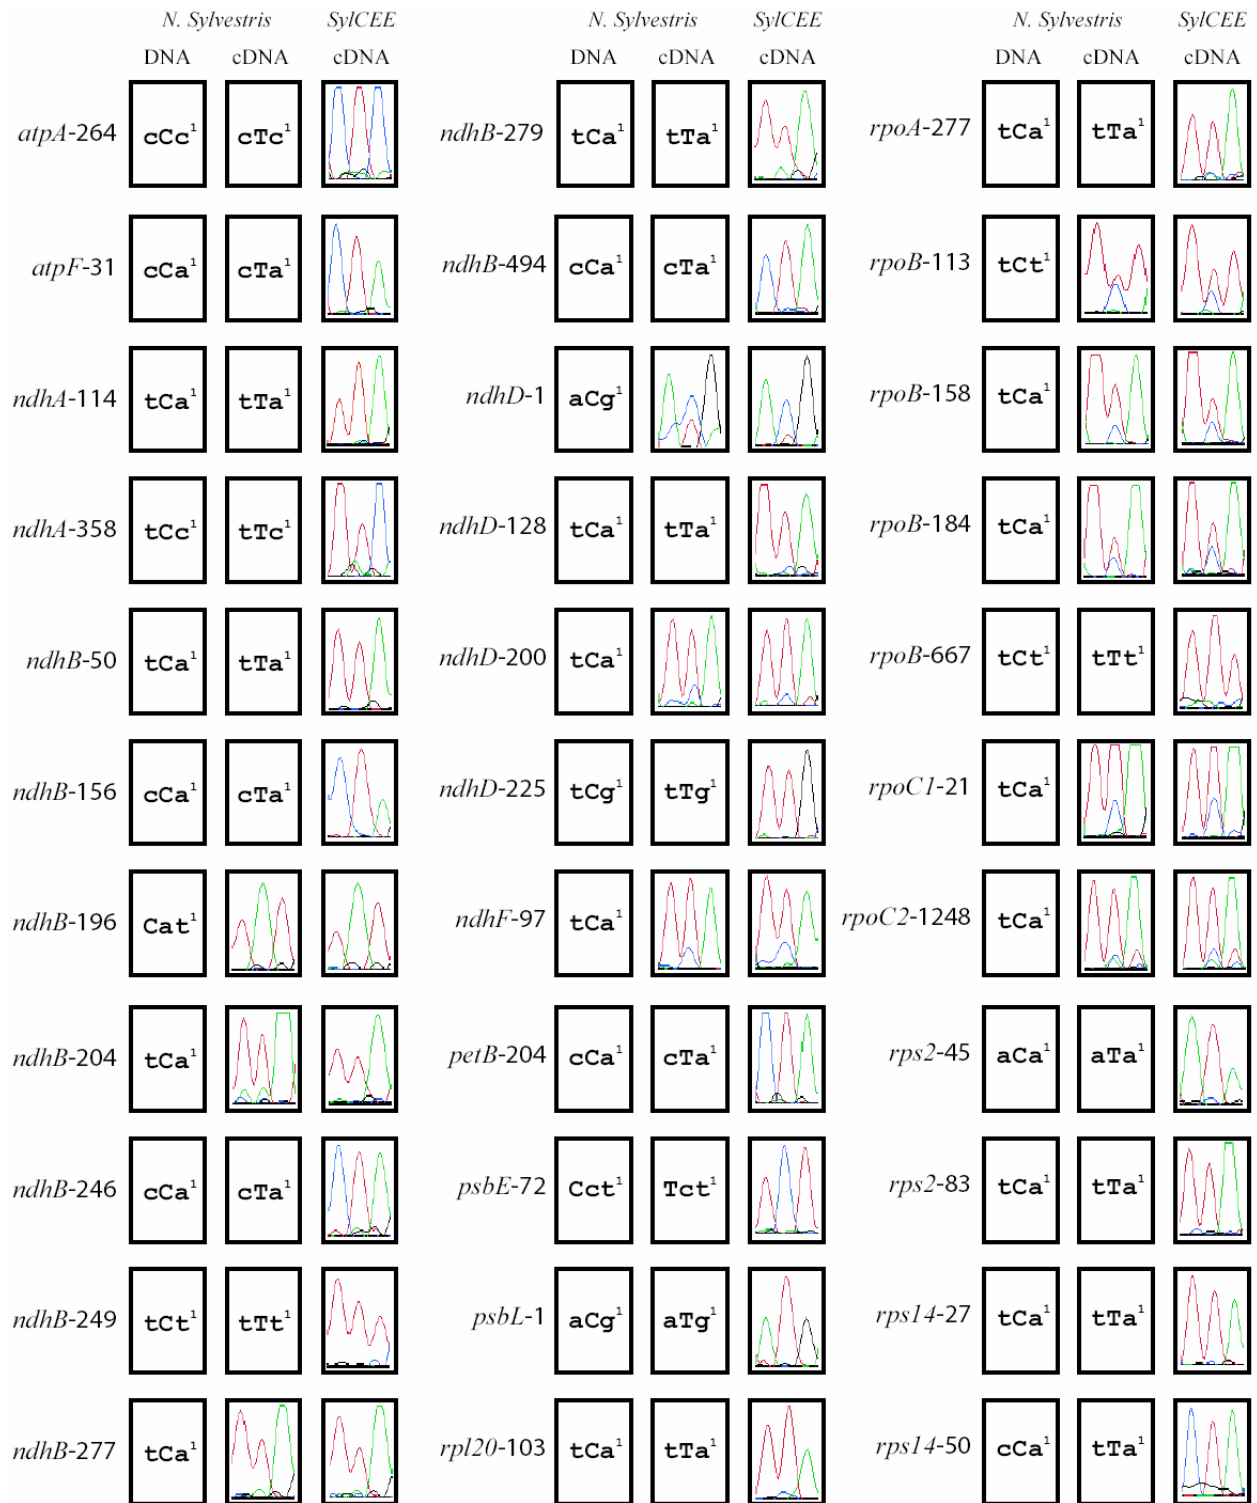 N. Sylvestris SylCEE N. Sylvestris SylCEE N. Sylvestris SylCEE
DNA cDNA cDNA DNA cDNA cDNA DNA cDNA cDNA
atpA-264 cCc¹ cTc¹ ndhB-279 tCa¹ tTa¹ rpoA-277 tCa¹ tTa¹
atpF-31 cCa¹ cTa¹ ndhB-494 cCa¹ cTa¹ rpoB-113 tCt¹
ndhA-114 tCa¹ tTa¹ ndhD-1 aCg¹ rpoB-158 tCa¹
ndhA-358 tCc¹ tTc¹ ndhD-128 tCa¹ tTa¹ rpoB-184 tCa¹
ndhB-50 tCa¹ tTa¹ ndhD-200 tCa¹ rpoB-667 tCt¹ tTt¹
ndhB-156 cCa¹ cTa¹ ndhD-225 tCg¹ tTg¹ rpoC1-21 tCa¹
ndhB-196 Cat¹ ndhF-97 tCa¹ rpoC2-1248 tCa¹
ndhB-204 tCa¹ petB-204 cCa¹ cTa¹ rps2-45 aCa¹ aTa¹
ndhB-246 cCa¹ cTa¹ psbE-72 Cct¹ Tct¹ rps2-83 tCa¹ tTa¹
ndhB-249 tCt¹ tTt¹ psbL-1 aCg¹ aTg¹ rps14-27 tCa¹ tTa¹
ndhB-277 tCa¹ rpl20-103 tCa¹ tTa¹ rps14-50 cCa¹ tTa¹